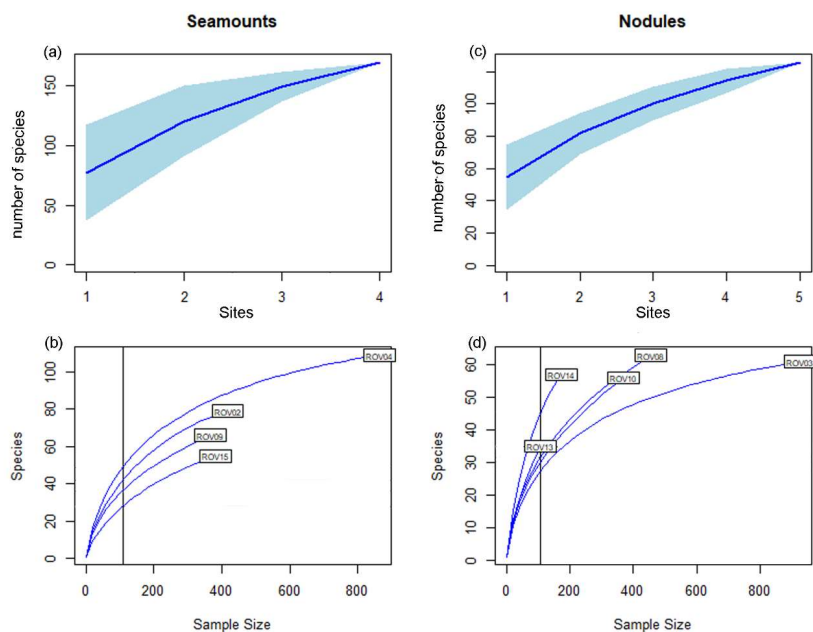 Seamounts
Nodules
(a)
(c)
150
100
50
0
number of species
1 2 3 4
Sites
100
80
60
40
20
0
number of species
1 2 3 4 5
Sites
(b)
(d)
100
80
60
40
20
0
Species
ROV04
ROV02
ROV09
ROV15
0 200 400 600 800
Sample Size
60
50
40
30
20
10
0
Species
ROV14
ROV08
ROV03
ROV10
ROV13
0 200 400 600 800
Sample Size